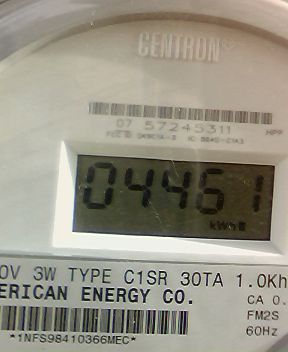 CENTRON
07 57245311 HPP
04461
kWh
0V 3W TYPE C1SR 30TA 1.0Kh
ERICAN ENERGY CO.
CA 0.
FM2S
60Hz
*1NFS98410366MEC*